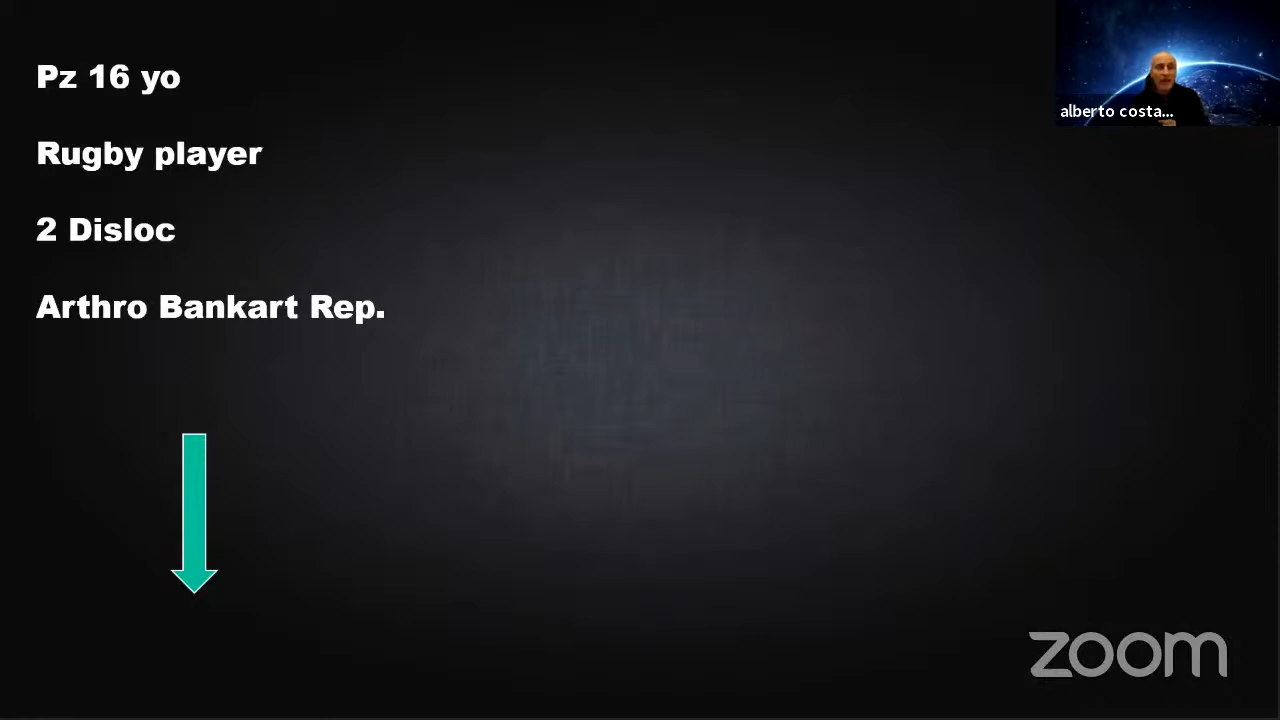 Pz 16 yo
Rugby player
2 Disloc
Arthro Bankart Rep.
alberto costa...
zoom